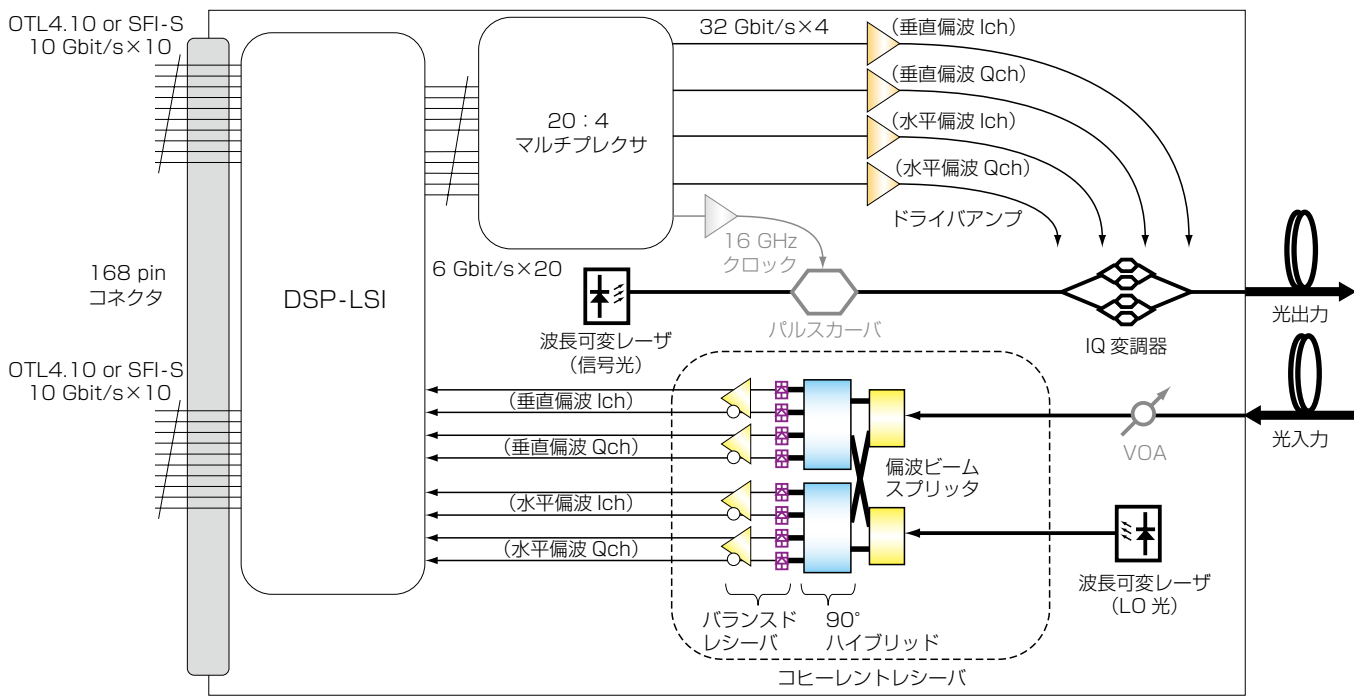 OTL4.10 or SFI-S
10 Gbit/s×10
168 pin
コネクタ
OTL4.10 or SFI-S
10 Gbit/s×10
DSP-LSI
6 Gbit/s×20
20：4
マルチプレクサ
32 Gbit/s×4
（垂直偏波 Ich）
（垂直偏波 Qch）
（水平偏波 Ich）
（水平偏波 Qch）
ドライバアンプ
16 GHz
クロック
波長可変レーザ
（信号光）
パルスカーバ
IQ 変調器
光出力
光入力
VOA
（垂直偏波 Ich）
（垂直偏波 Qch）
（水平偏波 Ich）
（水平偏波 Qch）
偏波ビーム
スプリッタ
波長可変レーザ
（LO 光）
バランスド
レシーバ
90°
ハイブリッド
コヒーレントレシーバ